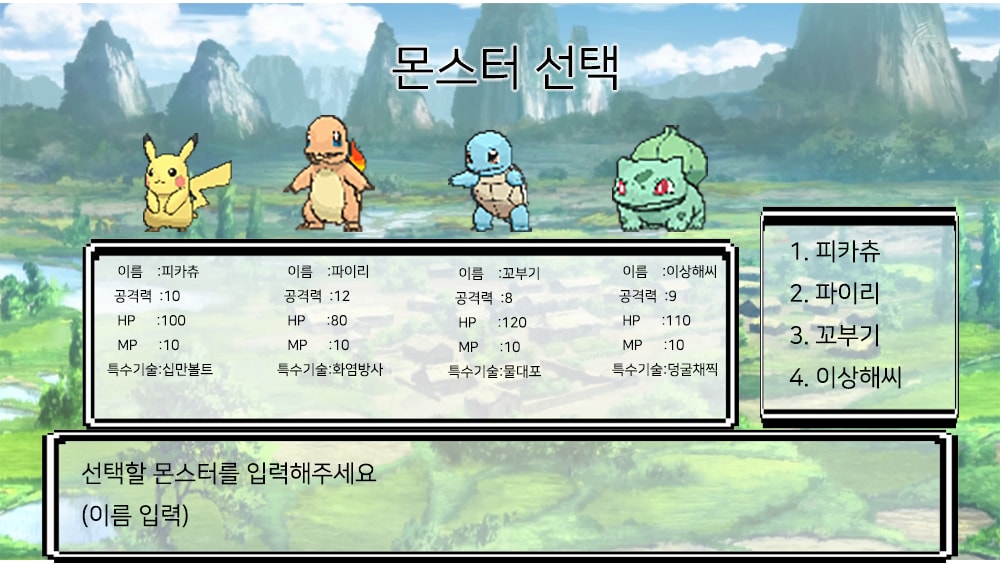 몬스터 선택
이름 :피카츄
공격력 :10
HP :100
MP :10
특수기술:십만볼트
이름 :파이리
공격력 :12
HP :80
MP :10
특수기술:화염방사
이름 :꼬부기
공격력 :8
HP :120
MP :10
특수기술:물대포
이름 :이상해씨
공격력 :9
HP :110
MP :10
특수기술:덩굴채찍
1. 피카츄
2. 파이리
3. 꼬부기
4. 이상해씨
선택할 몬스터를 입력해주세요
(이름 입력)